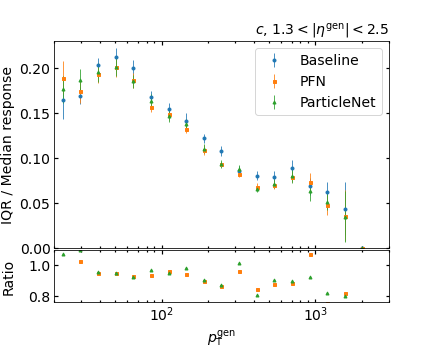 c, 1.3 < |η^gen| < 2.5
IQR / Median response
0.20
0.15
0.10
0.05
0.00
Baseline
PFN
ParticleNet
Ratio
1.0
0.8
10^2
10^3
p_T^gen